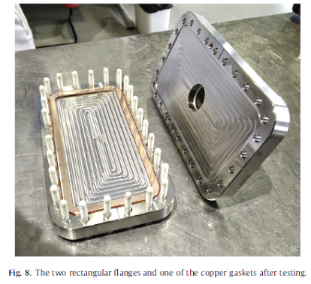 Fig. 8. The two rectangular flanges and one of the copper gaskets after testing.